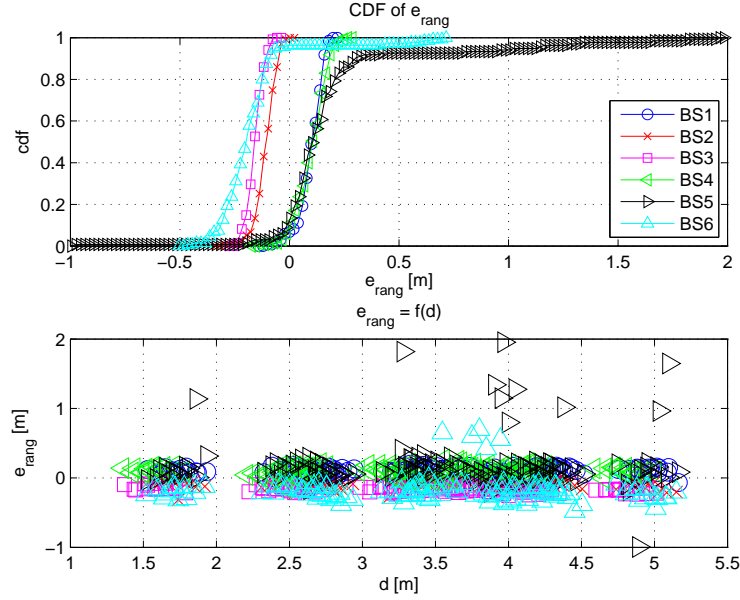 CDF of e_rang
1
0.8
0.6
0.4
0.2
0
cdf
−1
−0.5
0
0.5
1
1.5
2
e_rang [m]
BS1
BS2
BS3
BS4
BS5
BS6
e_rang = f(d)
2
1
0
−1
e_rang [m]
1
1.5
2
2.5
3
3.5
4
4.5
5
5.5
d [m]